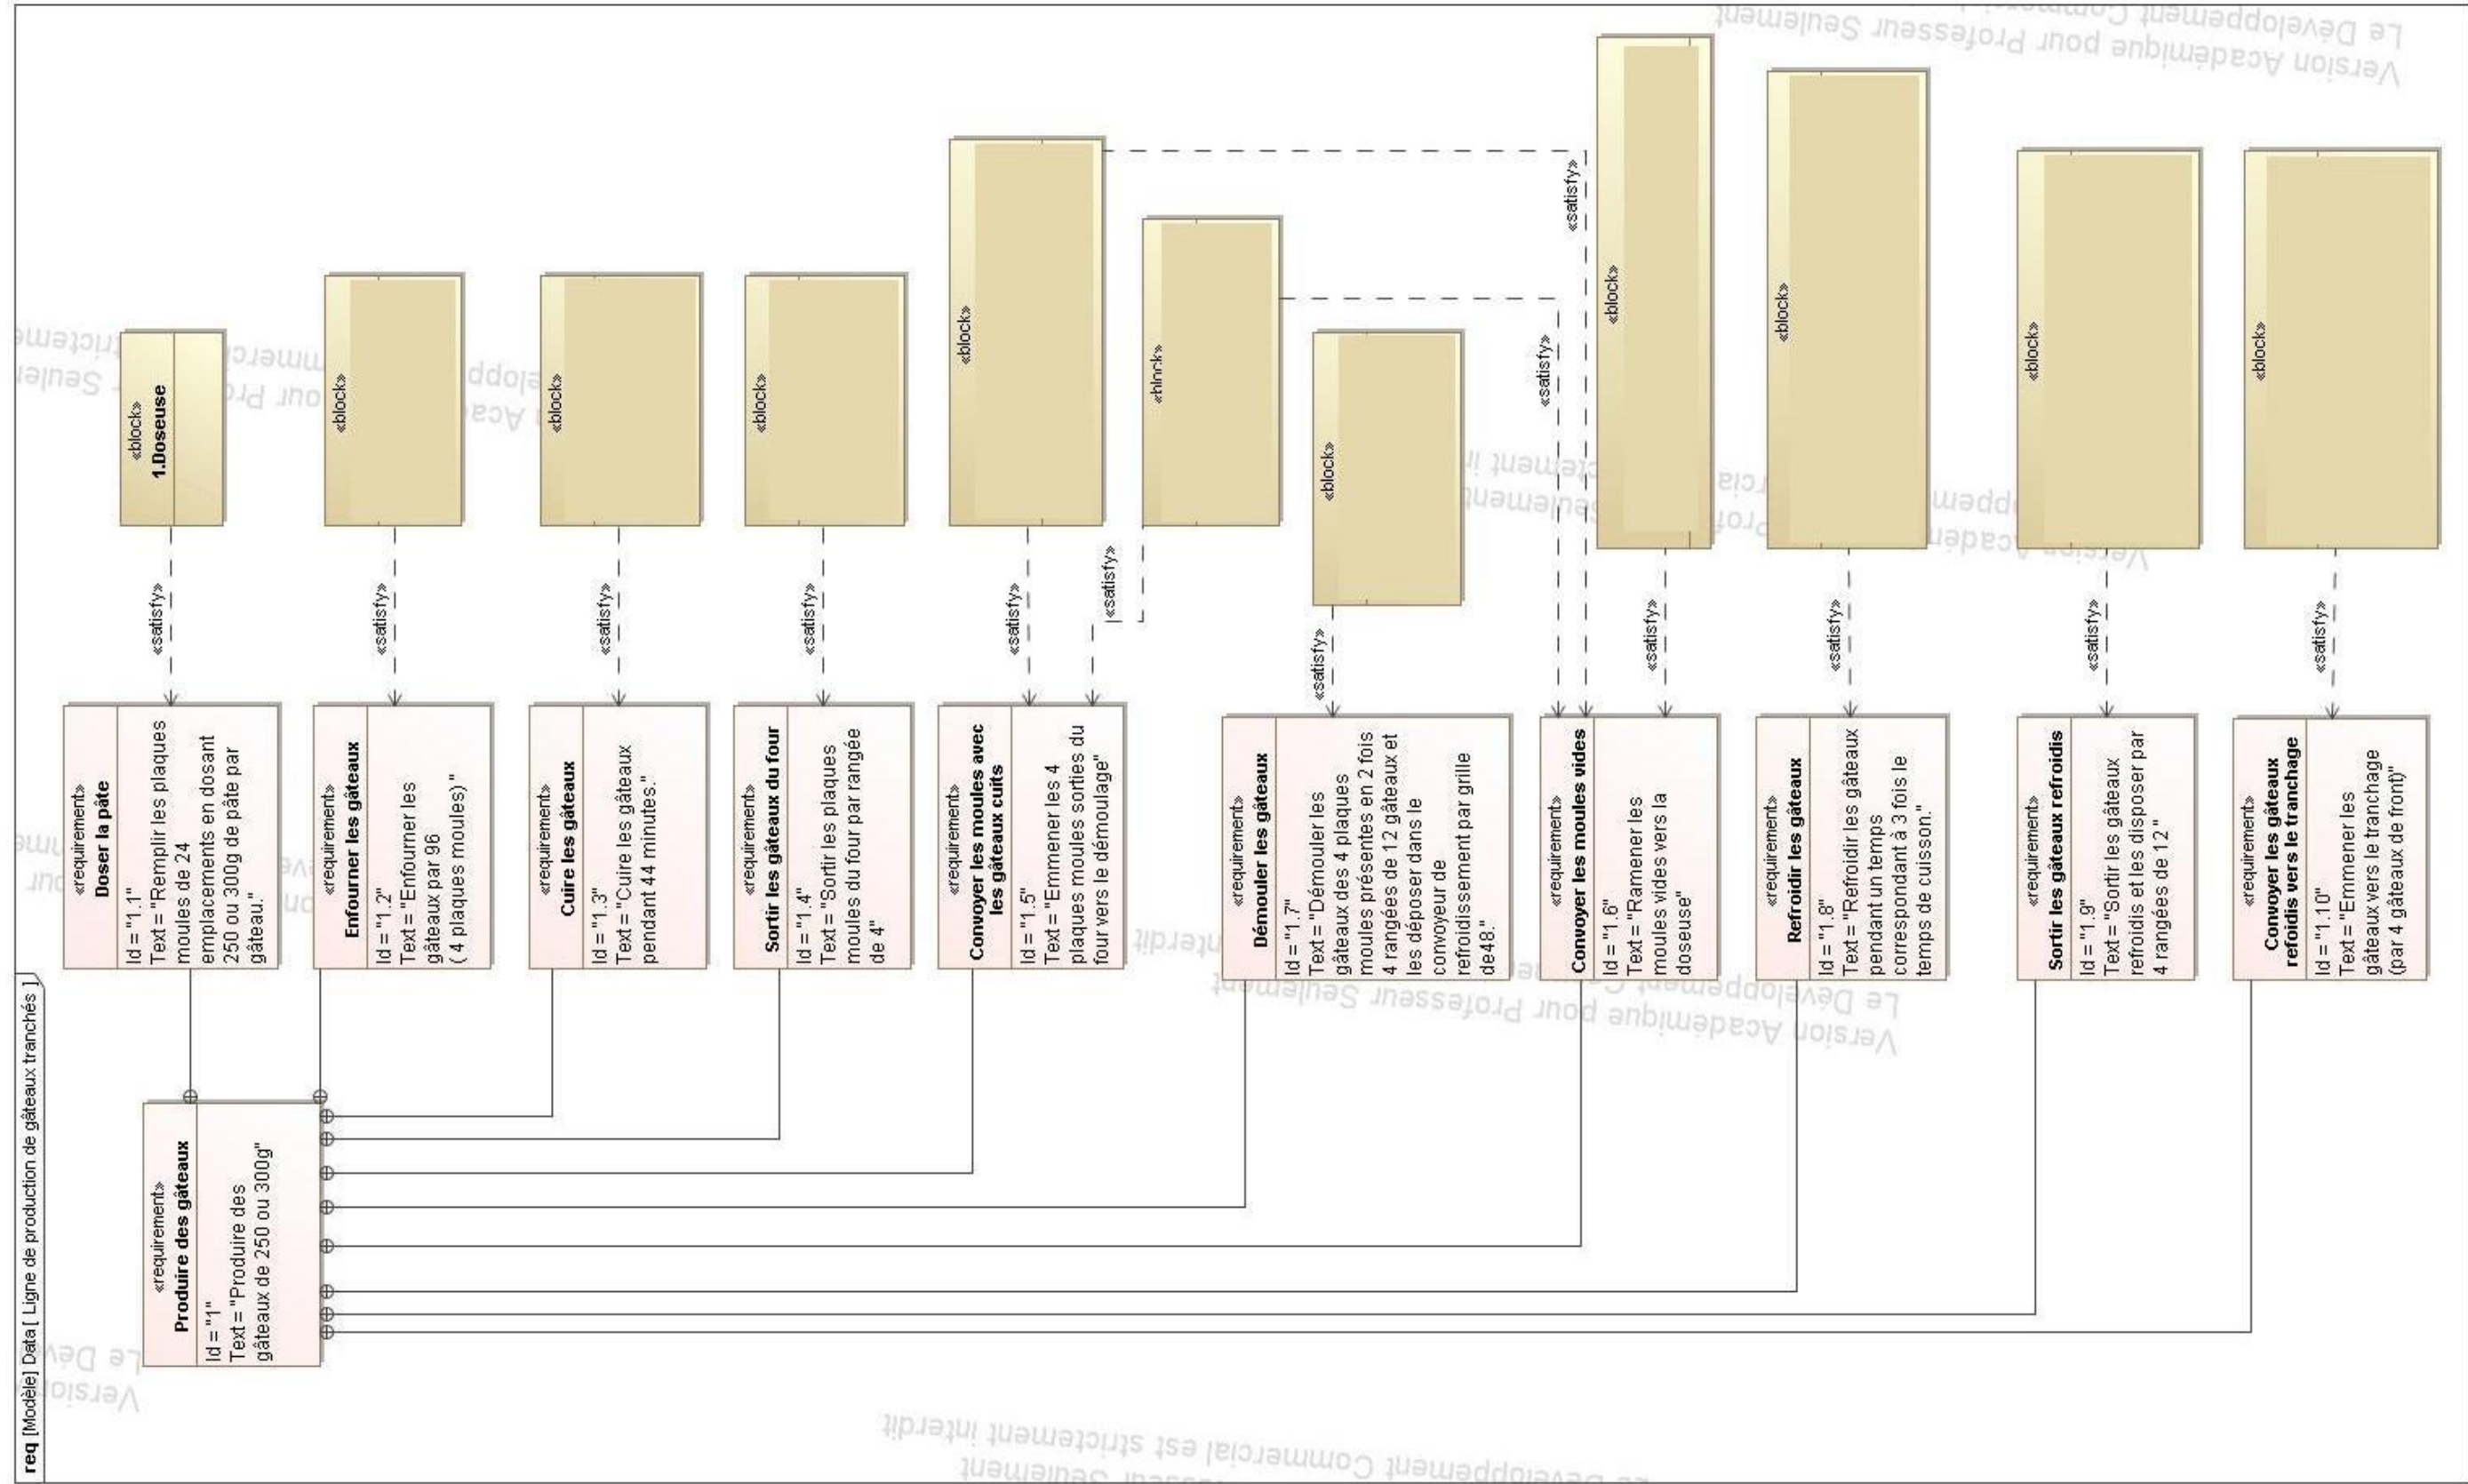 req [Modèle] Data [ Ligne de production de gâteaux tranchés ]
«requirement»
Produire des gâteaux
Id = "1"
Text = "Produire des
gâteaux de 250 ou 300g"
«requirement»
Doser la pâte
Id = "1.1"
Text = "Remplir les plaques
moules de 24
emplacements en dosant
250 ou 300g de pâte par
gâteau."
«satisfy»
«block»
1.Doseuse
«requirement»
Enfourner les gâteaux
Id = "1.2"
Text = "Enfourner les
gâteaux par 96
( 4 plaques moules) "
«satisfy»
«block»
«requirement»
Cuire les gâteaux
Id = "1.3"
Text = "Cuire les gâteaux
pendant 44 minutes."
«satisfy»
«block»
«requirement»
Sortir les gâteaux du four
Id = "1.4"
Text = "Sortir les plaques
moules du four par rangée
de 4"
«satisfy»
«block»
«requirement»
Convoyer les moules avec
les gâteaux cuits
Id = "1.5"
Text = "Emmener les 4
plaques moules sorties du
four vers le démoulage"
«satisfy»
«block»
«satisfy»
«block»
«requirement»
Démouler les gâteaux
Id = "1.7"
Text = "Démouler les
gâteaux des 4 plaques
moules présentes en 2 fois
4 rangées de 12 gâteaux et
les déposer dans le
convoyeur de
refroidissement par grille
de48."
«satisfy»
«block»
«requirement»
Convoyer les moules vides
Id = "1.6"
Text = "Ramener les
moules vides vers la
doseuse"
«satisfy»
«satisfy»
«satisfy»
«block»
«requirement»
Refroidir les gâteaux
Id = "1.8"
Text = "Refroidir les gâteaux
pendant un temps
correspondant à 3 fois le
temps de cuisson."
«satisfy»
«block»
«requirement»
Sortir les gâteaux refroidis
Id = "1.9"
Text = "Sortir les gâteaux
refroidis et les disposer par
4 rangées de 12 "
«satisfy»
«block»
«requirement»
Convoyer les gâteaux
refoidis vers le tranchage
Id = "1.10"
Text = "Emmener les
gâteaux vers le tranchage
(par 4 gâteaux de front)"
«satisfy»
«block»
Version Académique pour Professeur Seulement
Le Développement
Version Académique pour Professeur Seulement
Le Développement
Développement Commercial est strictement interdit
Seulement